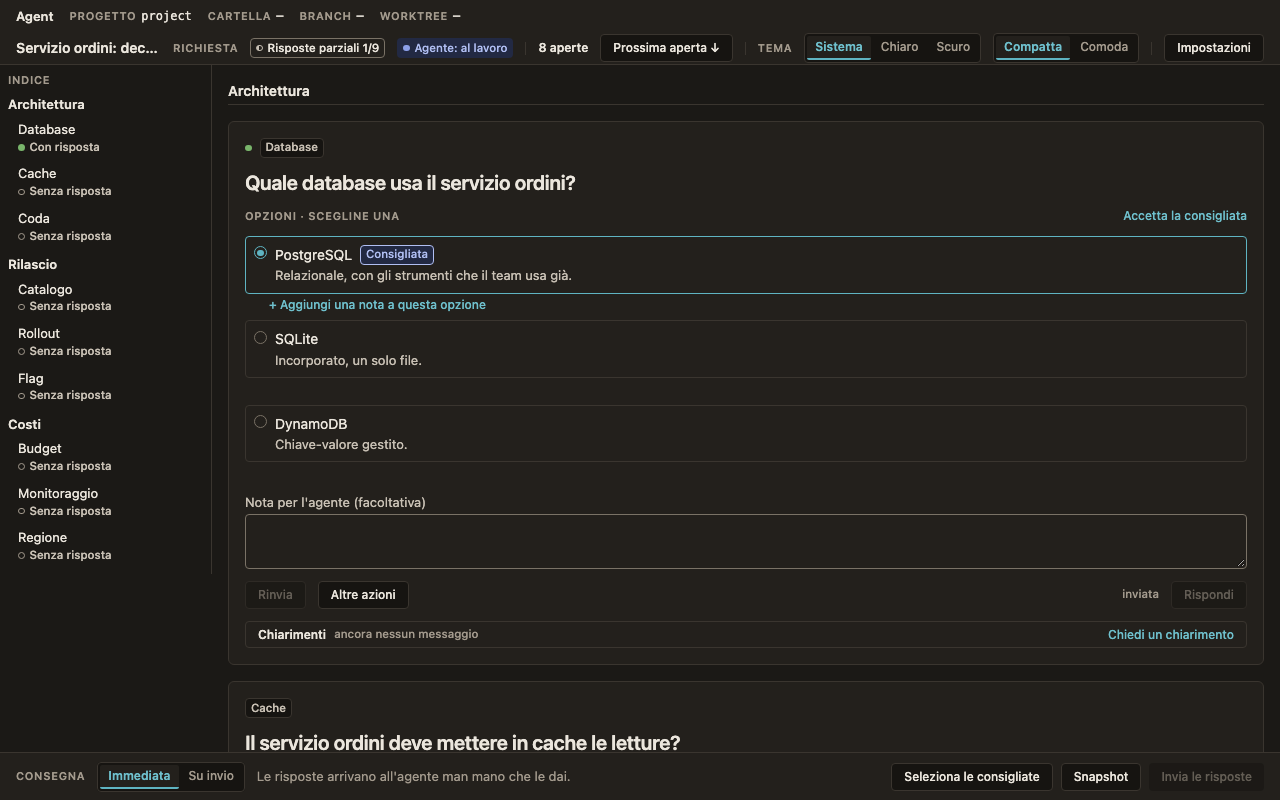 Agent PROGETTO project CARTELLA – BRANCH – WORKTREE –
Servizio ordini: dec... RICHIESTA Risposte parziali 1/9 Agente: al lavoro 8 aperte Prossima aperta ↓ TEMA Sistema Chiaro Scuro Compatta Comoda Impostazioni
INDICE
Architettura
Database
Con risposta
Cache
Senza risposta
Coda
Senza risposta
Rilascio
Catalogo
Senza risposta
Rollout
Senza risposta
Flag
Senza risposta
Costi
Budget
Senza risposta
Monitoraggio
Senza risposta
Regione
Senza risposta
Architettura
Database
Quale database usa il servizio ordini?
OPZIONI · SCEGLINE UNA Accetta la consigliata
PostgreSQL Consigliata
Relazionale, con gli strumenti che il team usa già.
+ Aggiungi una nota a questa opzione
SQLite
Incorporato, un solo file.
DynamoDB
Chiave-valore gestito.
Nota per l'agente (facoltativa)
Rinvia Altre azioni inviata Rispondi
Chiarimenti ancora nessun messaggio Chiedi un chiarimento
Cache
Il servizio ordini deve mettere in cache le letture?
CONSEGNA Immediata Su invio Le risposte arrivano all'agente man mano che le dai. Seleziona le consigliate Snapshot Invia le risposte